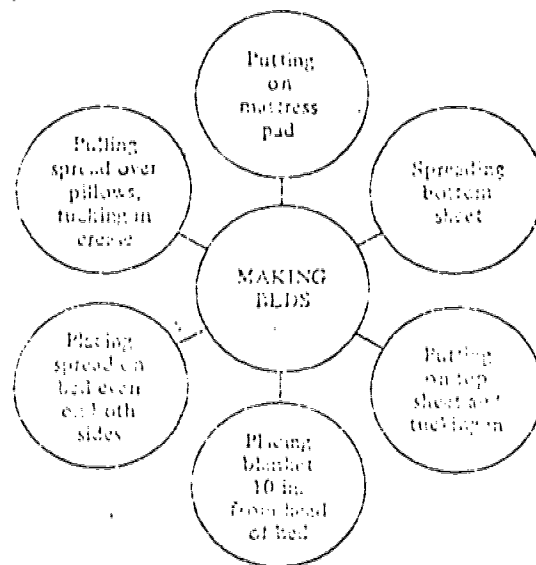 Putting
on
mattress
pad
Spreading
bottom
sheet
Putting
on top
sheet and
tucking in
Placing
blanket
10 in.
from head
of bed
Placing
spread on
bed even
on both
sides
Pulling
spread over
pillows,
tucking in
crease
MAKING
BEDS